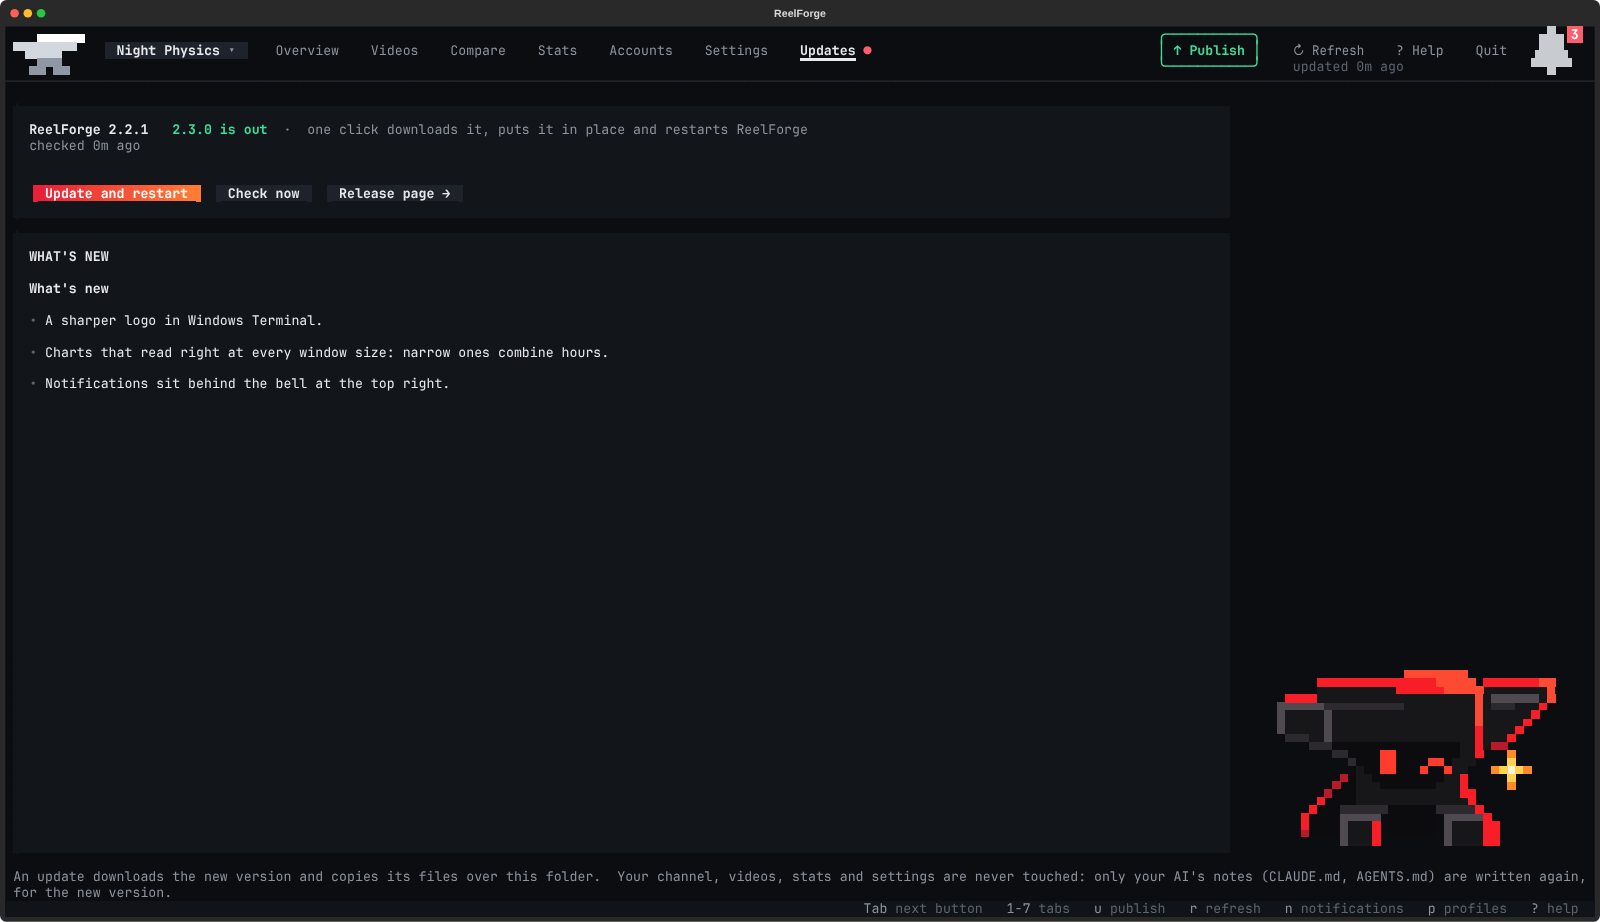 ReelForge
Night Physics ▾ Overview Videos Compare Stats Accounts Settings Updates ● ↑ Publish ↻ Refresh ? Help Quit 3
updated 0m ago
ReelForge 2.2.1 2.3.0 is out · one click downloads it, puts it in place and restarts ReelForge
checked 0m ago
Update and restart Check now Release page →
WHAT'S NEW
What's new
• A sharper logo in Windows Terminal.
• Charts that read right at every window size: narrow ones combine hours.
• Notifications sit behind the bell at the top right.
An update downloads the new version and copies its files over this folder. Your channel, videos, stats and settings are never touched: only your AI's notes (CLAUDE.md, AGENTS.md) are written again,
for the new version.
Tab next button 1-7 tabs u publish r refresh n notifications p profiles ? help